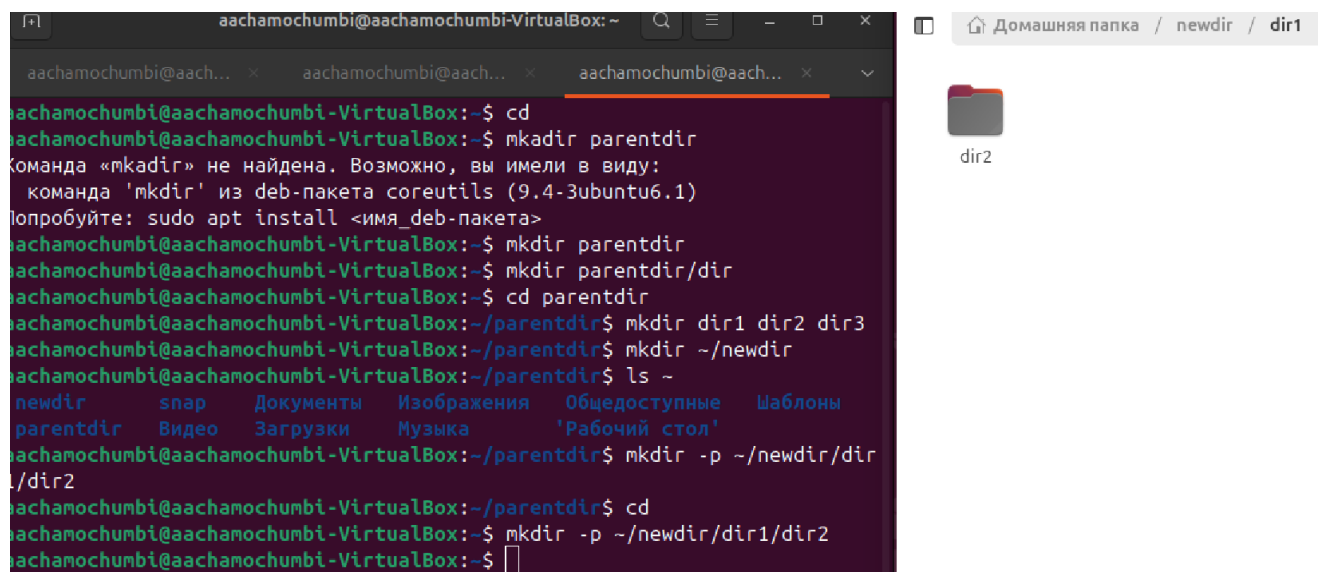 aachamochumbi@aachamochumbi-VirtualBox: ~
aachamochumbi@aach...
aachamochumbi@aach...
aachamochumbi@aach...
aachamochumbi@aachamochumbi-VirtualBox:~$ cd
aachamochumbi@aachamochumbi-VirtualBox:~$ mkadir parentdir
Команда «mkadir» не найдена. Возможно, вы имели в виду:
команда 'mkdir' из deb-пакета coreutils (9.4-3ubuntu6.1)
Попробуйте: sudo apt install <имя_deb-пакета>
aachamochumbi@aachamochumbi-VirtualBox:~$ mkdir parentdir
aachamochumbi@aachamochumbi-VirtualBox:~$ mkdir parentdir/dir
aachamochumbi@aachamochumbi-VirtualBox:~$ cd parentdir
aachamochumbi@aachamochumbi-VirtualBox:~/parentdir$ mkdir dir1 dir2 dir3
aachamochumbi@aachamochumbi-VirtualBox:~/parentdir$ mkdir ~/newdir
aachamochumbi@aachamochumbi-VirtualBox:~/parentdir$ ls ~
newdir snap Документы Изображения Общедоступные Шаблоны
parentdir Видео Загрузки Музыка 'Рабочий стол'
aachamochumbi@aachamochumbi-VirtualBox:~/parentdir$ mkdir -p ~/newdir/dir
1/dir2
aachamochumbi@aachamochumbi-VirtualBox:~/parentdir$ cd
aachamochumbi@aachamochumbi-VirtualBox:~$ mkdir -p ~/newdir/dir1/dir2
aachamochumbi@aachamochumbi-VirtualBox:~$
Домашняя папка / newdir / dir1
dir2